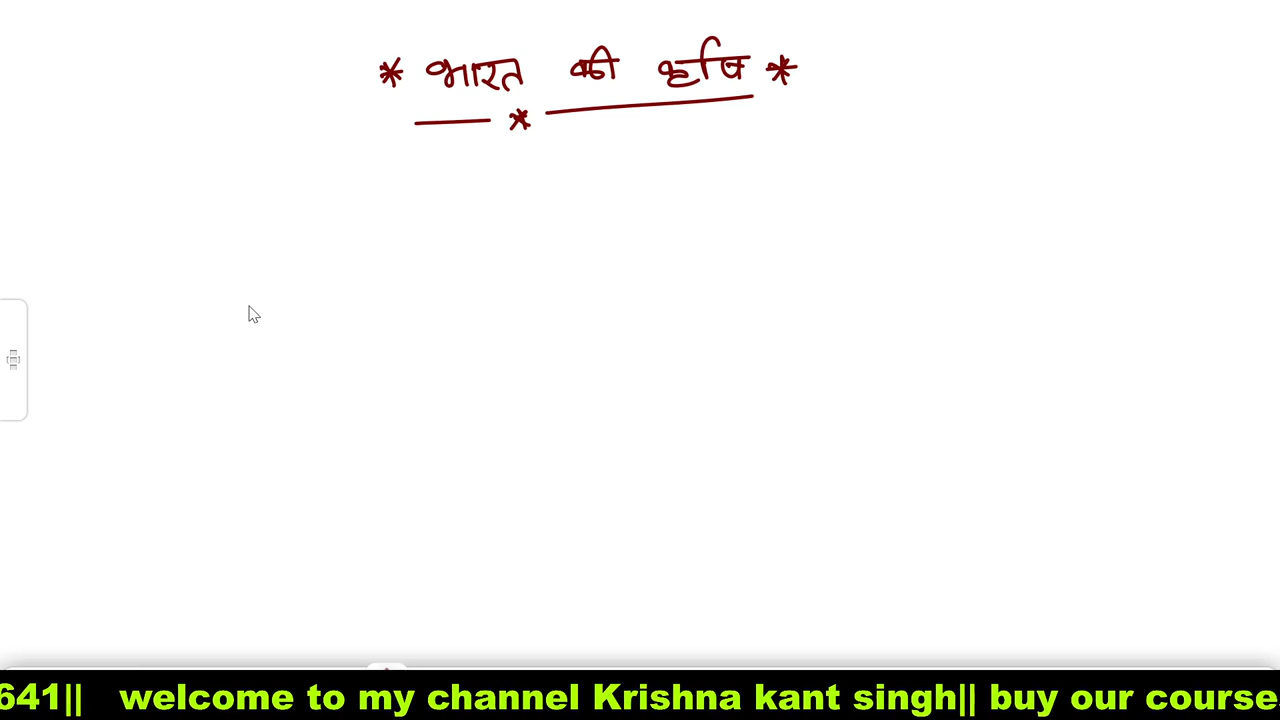 * भारत की कृषि *
*
641|| welcome to my channel Krishna kant singh|| buy our course